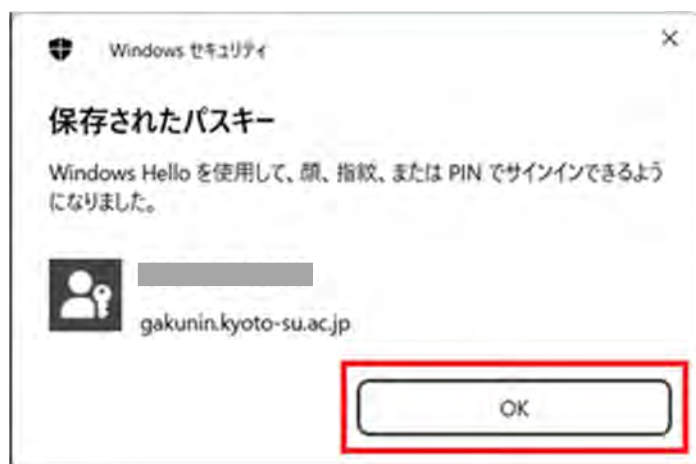 Windows セキュリティ
保存されたパスキー
Windows Hello を使用して、顔、指紋、または PIN でサインインできるよう
になりました。
gakunin.kyoto-su.ac.jp
OK